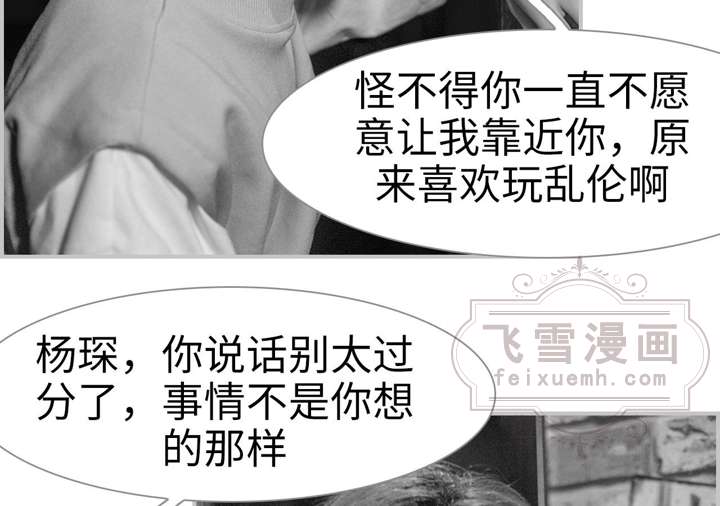 怪不得你一直不愿
意让我靠近你，原
来喜欢玩乱伦啊
飞雪漫画
feixuemh.com
杨琛，你说话别太过
分了，事情不是你想
的那样